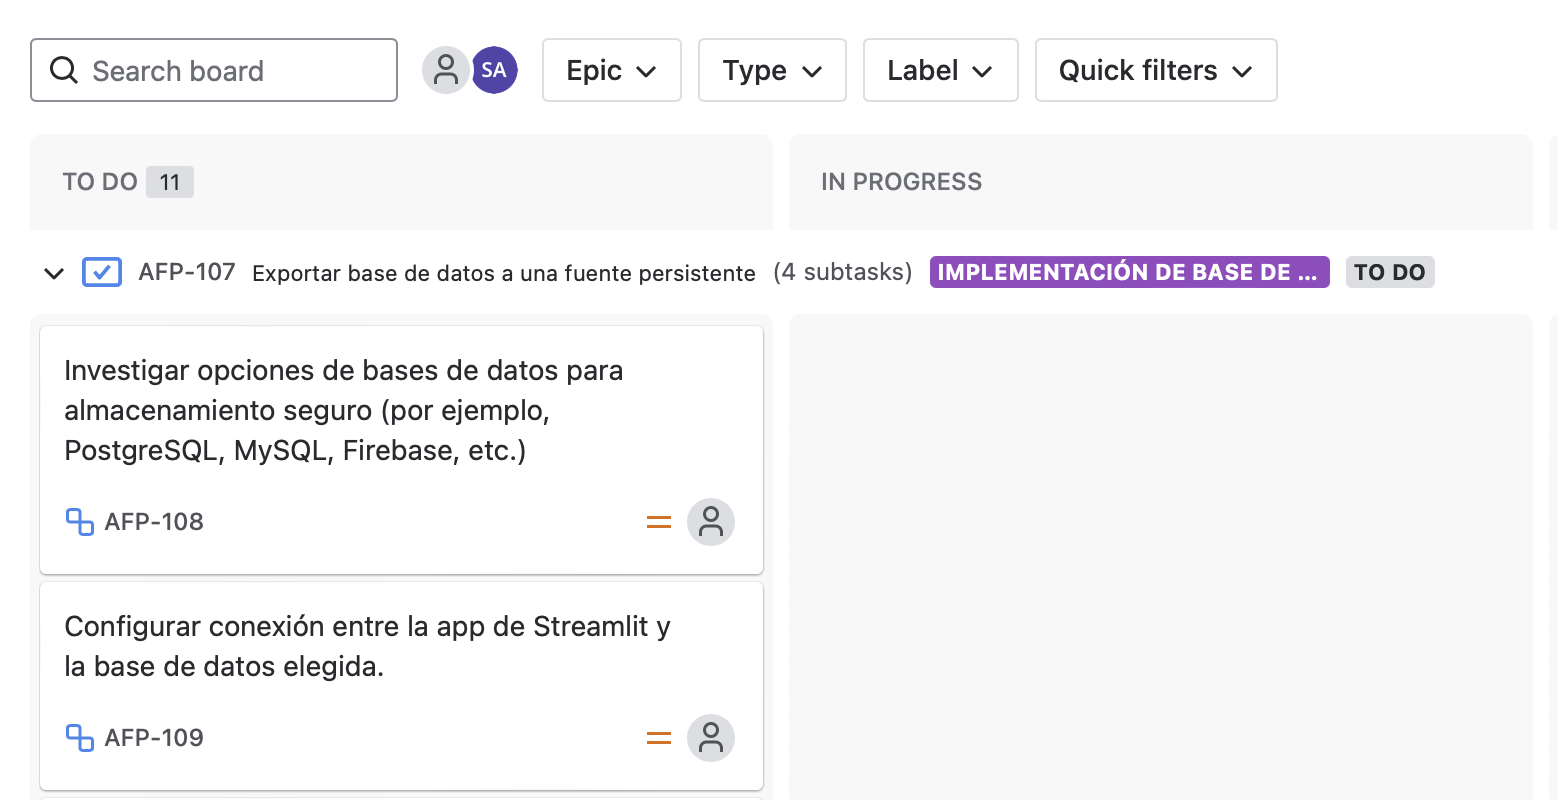 Search board
SA
Epic
Type
Label
Quick filters
TO DO 11
IN PROGRESS
AFP-107 Exportar base de datos a una fuente persistente (4 subtasks) IMPLEMENTACIÓN DE BASE DE ... TO DO
Investigar opciones de bases de datos para
almacenamiento seguro (por ejemplo,
PostgreSQL, MySQL, Firebase, etc.)
AFP-108
Configurar conexión entre la app de Streamlit y
la base de datos elegida.
AFP-109